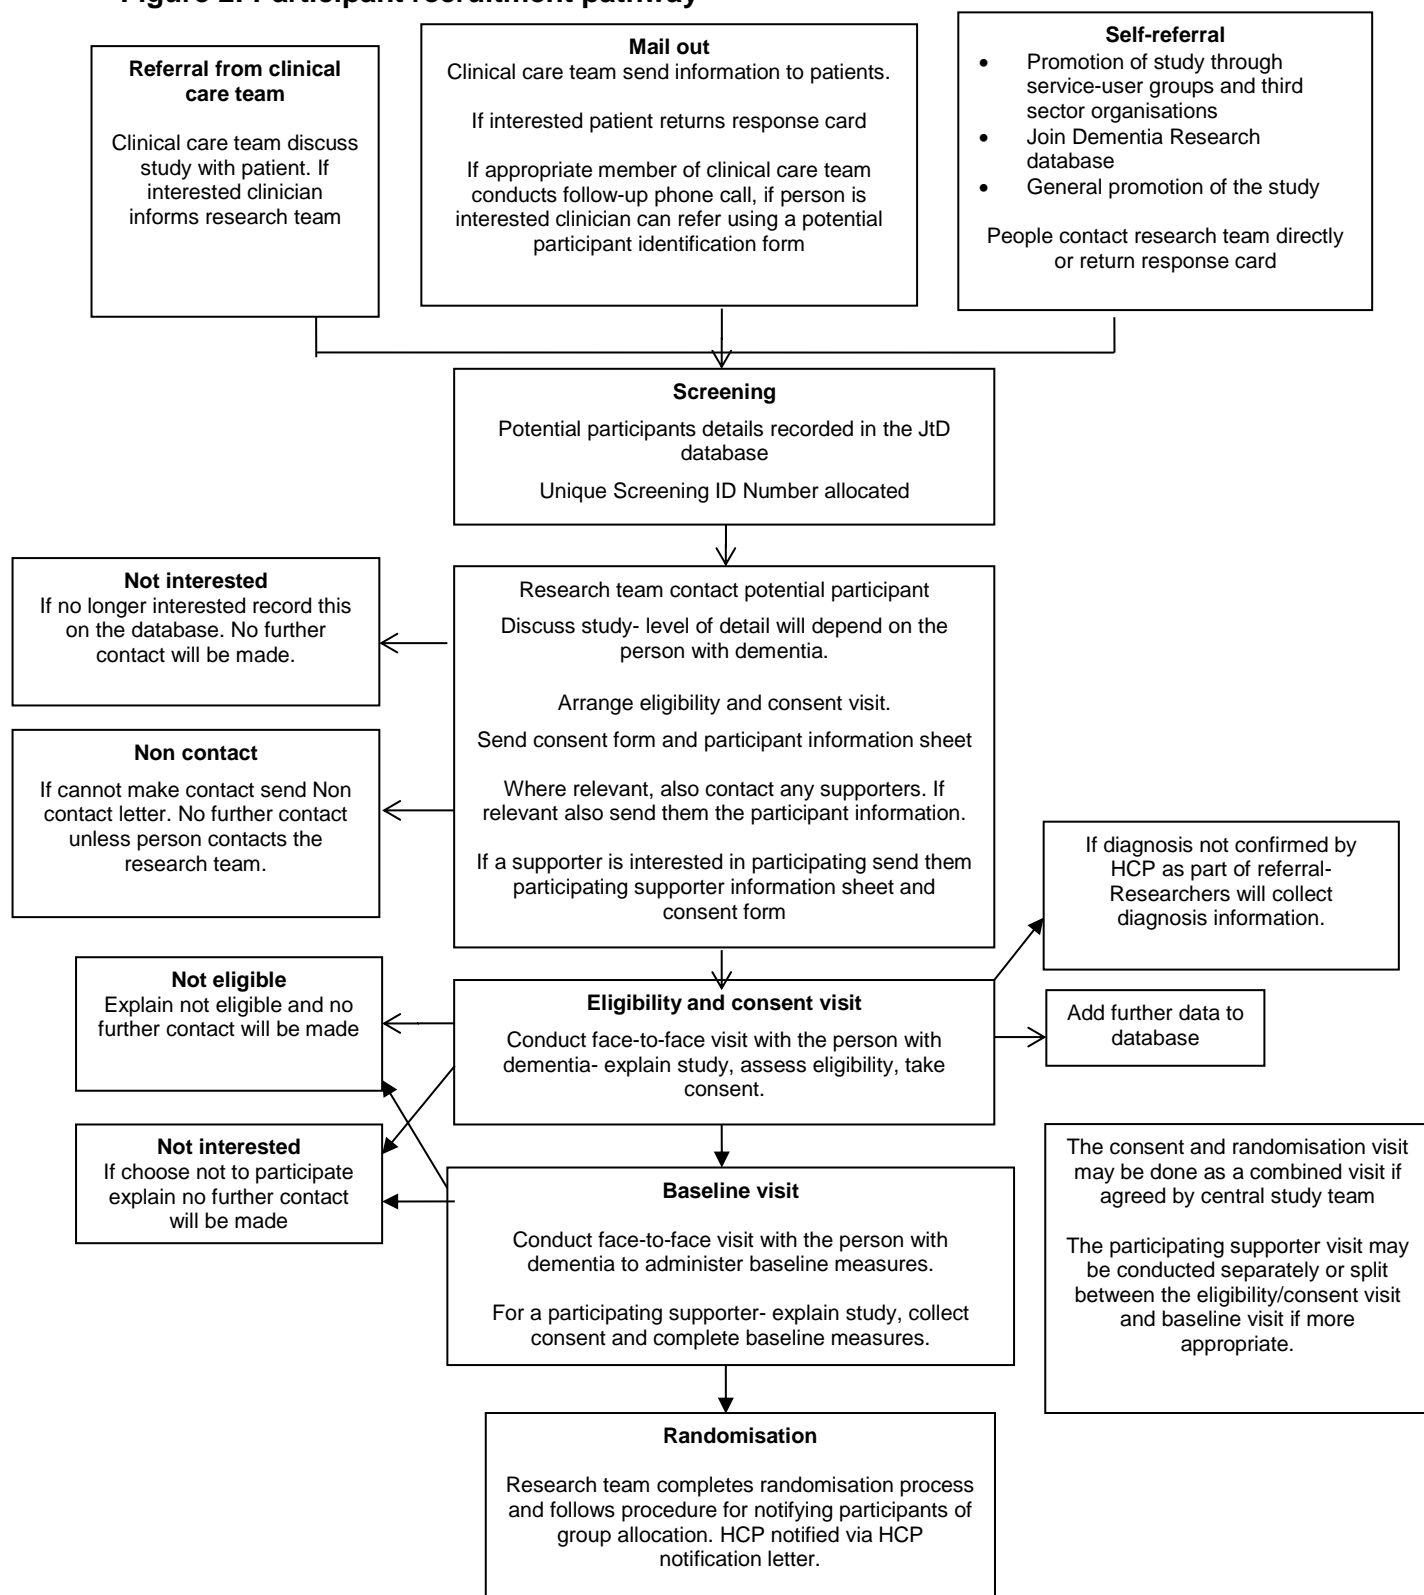 Figure 2: Participant recruitment pathway
Referral from clinical
care team
Clinical care team discuss
study with patient. If
interested clinician
informs research team
Mail out
Clinical care team send information to patients.
If interested patient returns response card
If appropriate member of clinical care team
conducts follow-up phone call, if person is
interested clinician can refer using a potential
participant identification form
Self-referral
• Promotion of study through
service-user groups and third
sector organisations
• Join Dementia Research
database
• General promotion of the study
People contact research team directly
or return response card
Screening
Potential participants details recorded in the JtD
database
Unique Screening ID Number allocated
Not interested
If no longer interested record this
on the database. No further
contact will be made.
Research team contact potential participant
Discuss study- level of detail will depend on the
person with dementia.
Arrange eligibility and consent visit.
Send consent form and participant information sheet
Where relevant, also contact any supporters. If
relevant also send them the participant information.
If a supporter is interested in participating send them
participating supporter information sheet and
consent form
Non contact
If cannot make contact send Non
contact letter. No further contact
unless person contacts the
research team.
If diagnosis not confirmed by
HCP as part of referral-
Researchers will collect
diagnosis information.
Not eligible
Explain not eligible and no
further contact will be made
Eligibility and consent visit
Conduct face-to-face visit with the person with
dementia- explain study, assess eligibility, take
consent.
Add further data to
database
Not interested
If choose not to participate
explain no further contact
will be made
Baseline visit
Conduct face-to-face visit with the person with
dementia to administer baseline measures.
For a participating supporter- explain study, collect
consent and complete baseline measures.
The consent and randomisation visit
may be done as a combined visit if
agreed by central study team
The participating supporter visit may
be conducted separately or split
between the eligibility/consent visit
and baseline visit if more
appropriate.
Randomisation
Research team completes randomisation process
and follows procedure for notifying participants of
group allocation. HCP notified via HCP
notification letter.